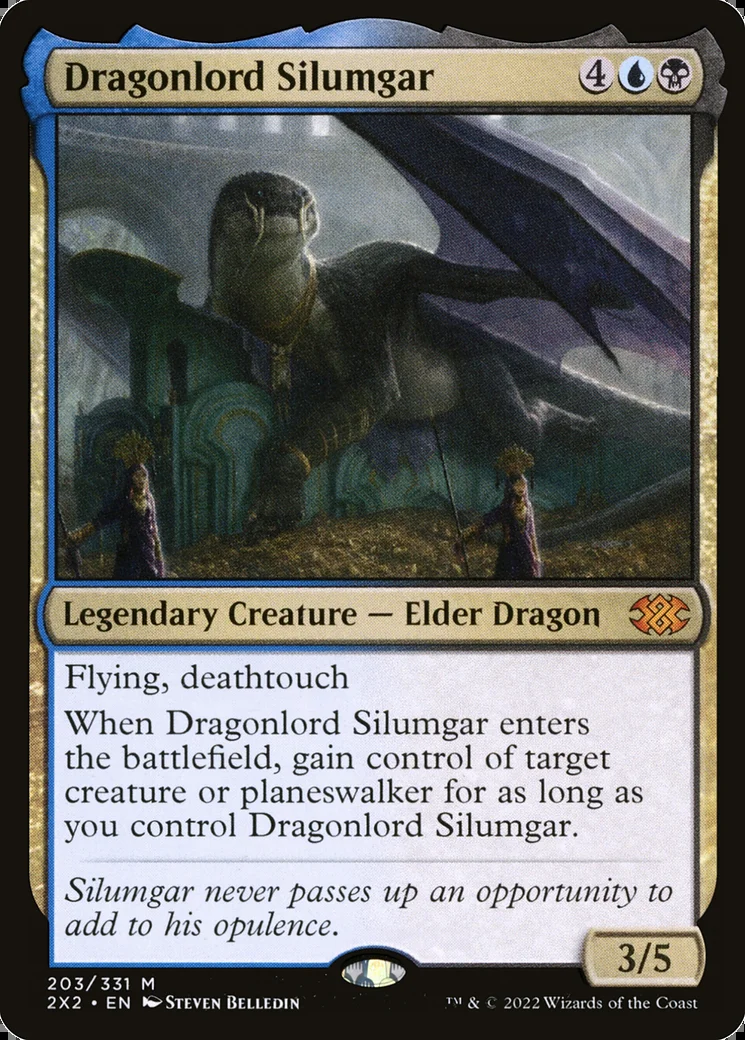 Dragonlord Silumgar 4
Legendary Creature — Elder Dragon
Flying, deathtouch
When Dragonlord Silumgar enters
the battlefield, gain control of target
creature or planeswalker for as long as
you control Dragonlord Silumgar.
Silumgar never passes up an opportunity to
add to his opulence.
3/5
203/331 M
2X2 • EN STEVEN BELLEDIN
™ & © 2022 Wizards of the Coast